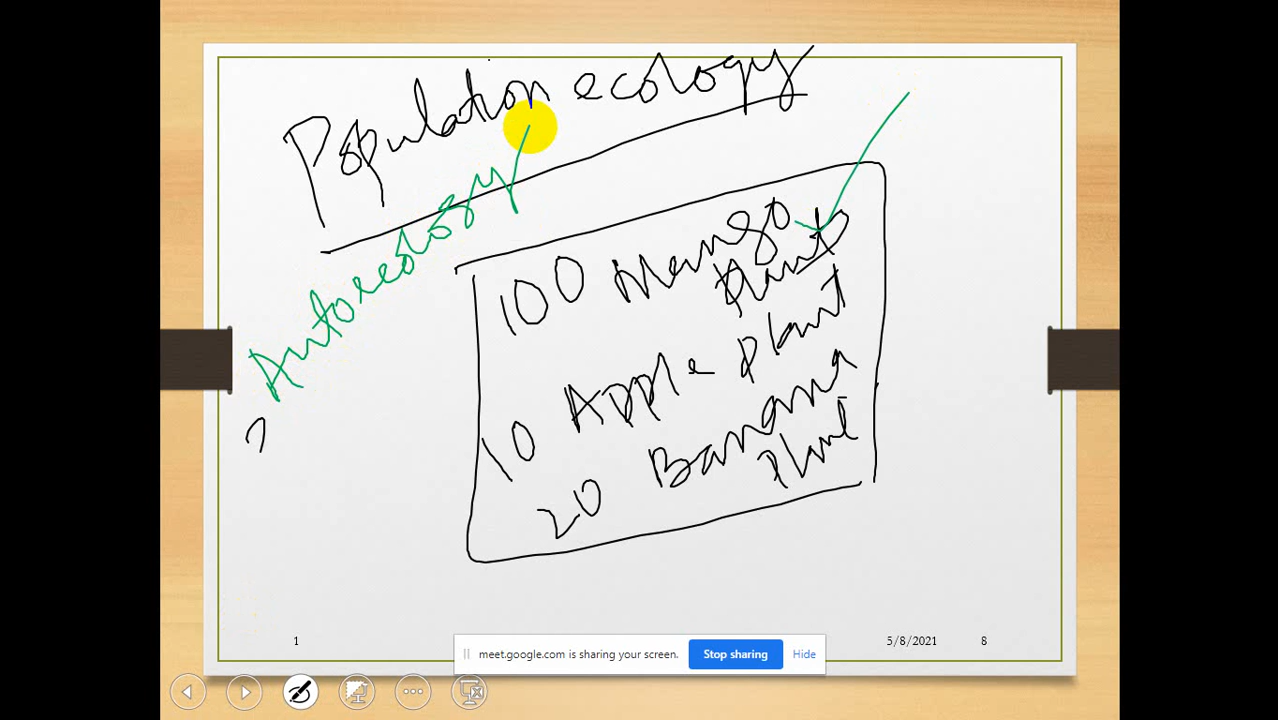 Population ecology
Autoecology
100 Mango
Plant
10 Apple Plant
20 Banana
Plant
1
5/8/2021
8
meet.google.com is sharing your screen.
Stop sharing
Hide